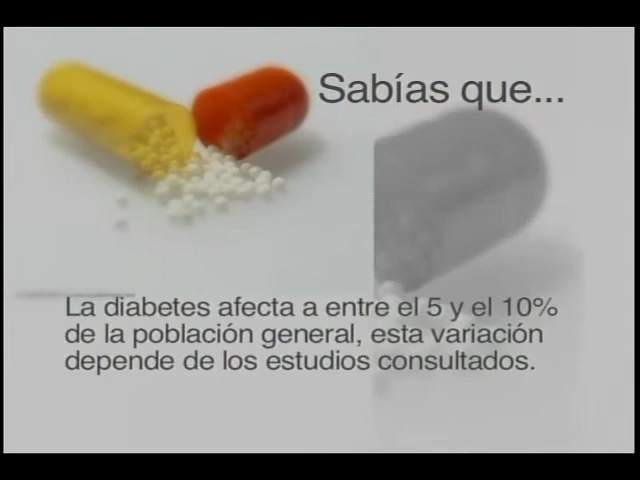 Sabías que...
La diabetes afecta a entre el 5 y el 10%
de la población general, esta variación
depende de los estudios consultados.